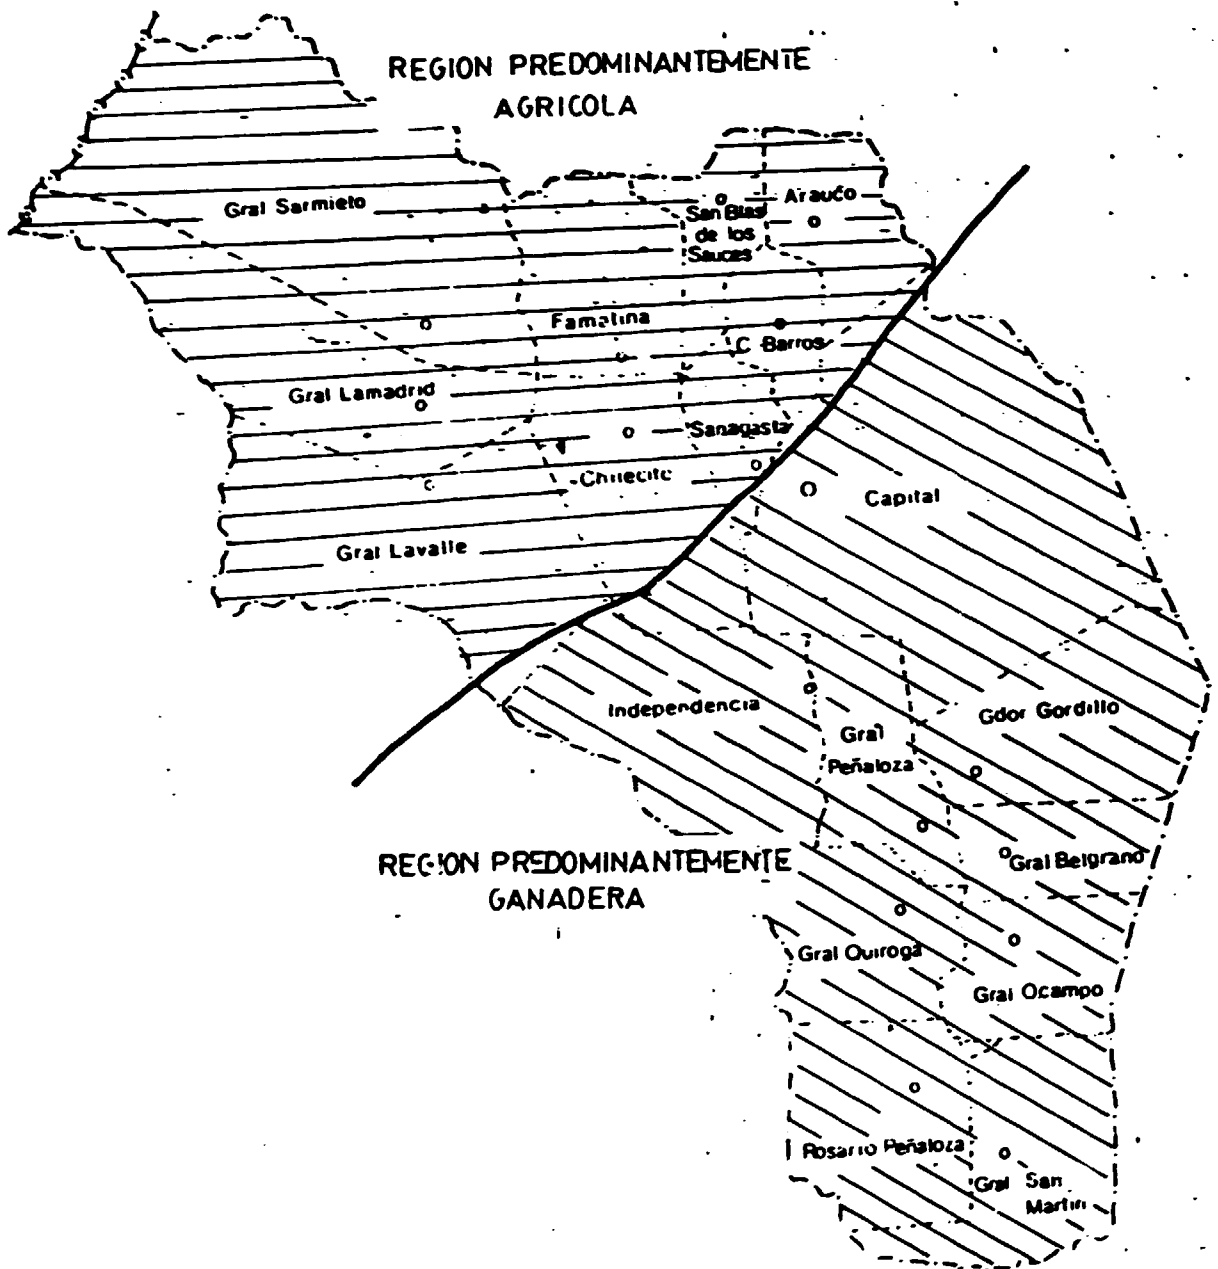 REGION PREDOMINANTEMENTE
AGRICOLA
Gral Sarmieto
San Blas
de los
Sauces
Arauco
Famatina
C Barros
Gral Lamadrid
Sanagasta
Chilecito
Capital
Gral Lavalle
Independencia
Gdor Gordillo
Gral
Peñaloza
REGION PREDOMINANTEMENTE
GANADERA
Gral Belgrano
Gral Quiroga
Gral Ocampo
Rosario Peñaloza
Gral San
Martin